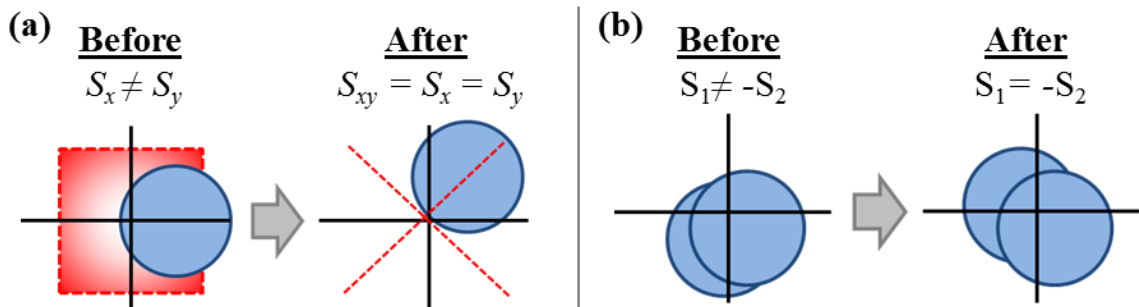 (a)
Before
After
Sx ≠ Sy
Sxy = Sx = Sy
(b)
Before
After
S1 ≠ -S2
S1 = -S2